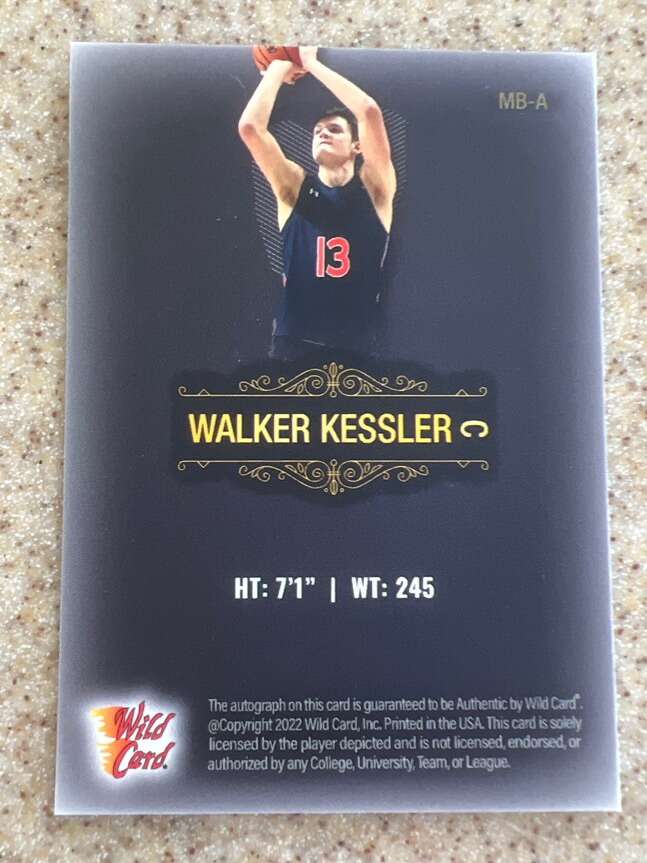 MB-A
13
WALKER KESSLER C
HT: 7'1" | WT: 245
The autograph on this card is guaranteed to be Authentic by Wild Card®.
@Copyright 2022 Wild Card, Inc. Printed in the USA. This card is solely
licensed by the player depicted and is not licensed, endorsed, or
authorized by any College, University, Team, or League.
Wild
Card®